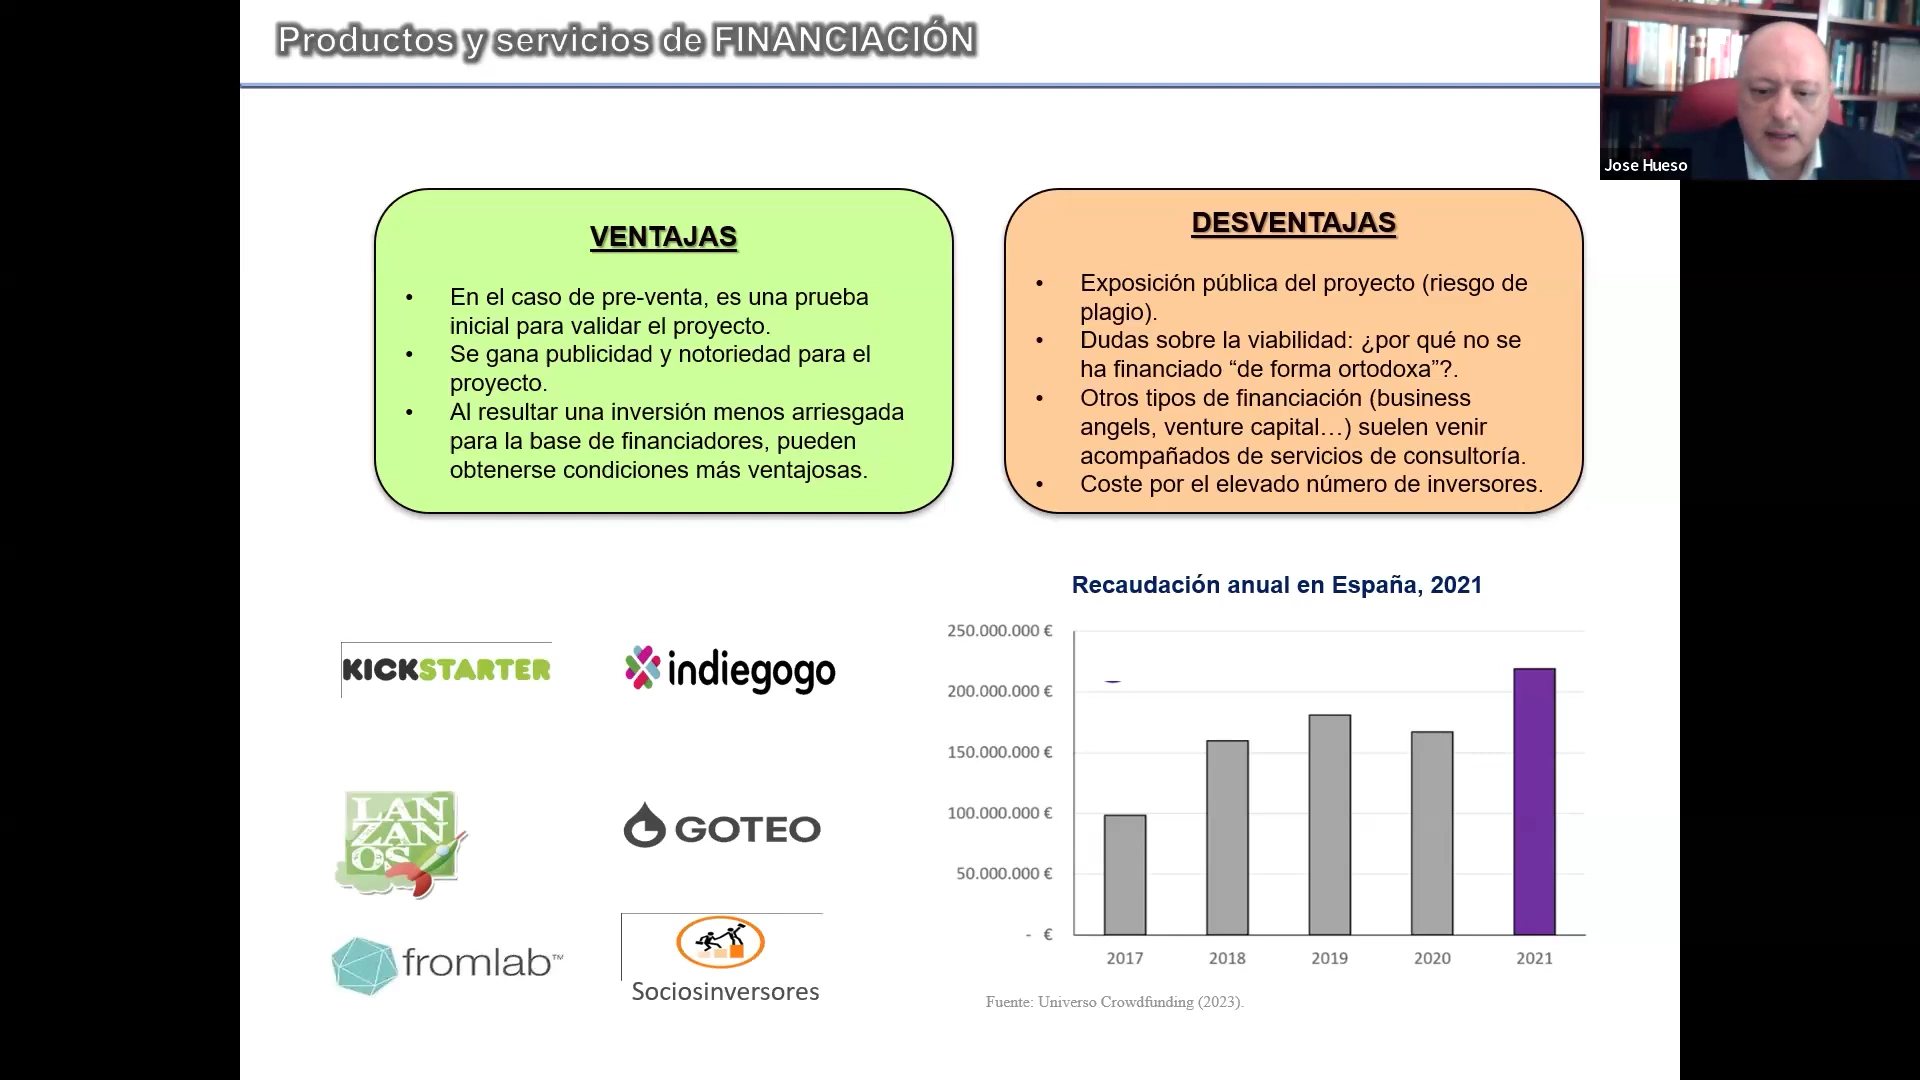 Productos y servicios de FINANCIACIÓN
Jose Hueso
VENTAJAS
• En el caso de pre-venta, es una prueba
inicial para validar el proyecto.
• Se gana publicidad y notoriedad para el
proyecto.
• Al resultar una inversión menos arriesgada
para la base de financiadores, pueden
obtenerse condiciones más ventajosas.
DESVENTAJAS
• Exposición pública del proyecto (riesgo de
plagio).
• Dudas sobre la viabilidad: ¿por qué no se
ha financiado “de forma ortodoxa”?.
• Otros tipos de financiación (business
angels, venture capital…) suelen venir
acompañados de servicios de consultoría.
• Coste por el elevado número de inversores.
KICKSTARTER
indiegogo
LAN
ZAN
OS
GOTEO
fromlab™
Sociosinversores
Recaudación anual en España, 2021
250.000.000 €
200.000.000 €
150.000.000 €
100.000.000 €
50.000.000 €
- €
2017 2018 2019 2020 2021
Fuente: Universo Crowdfunding (2023).